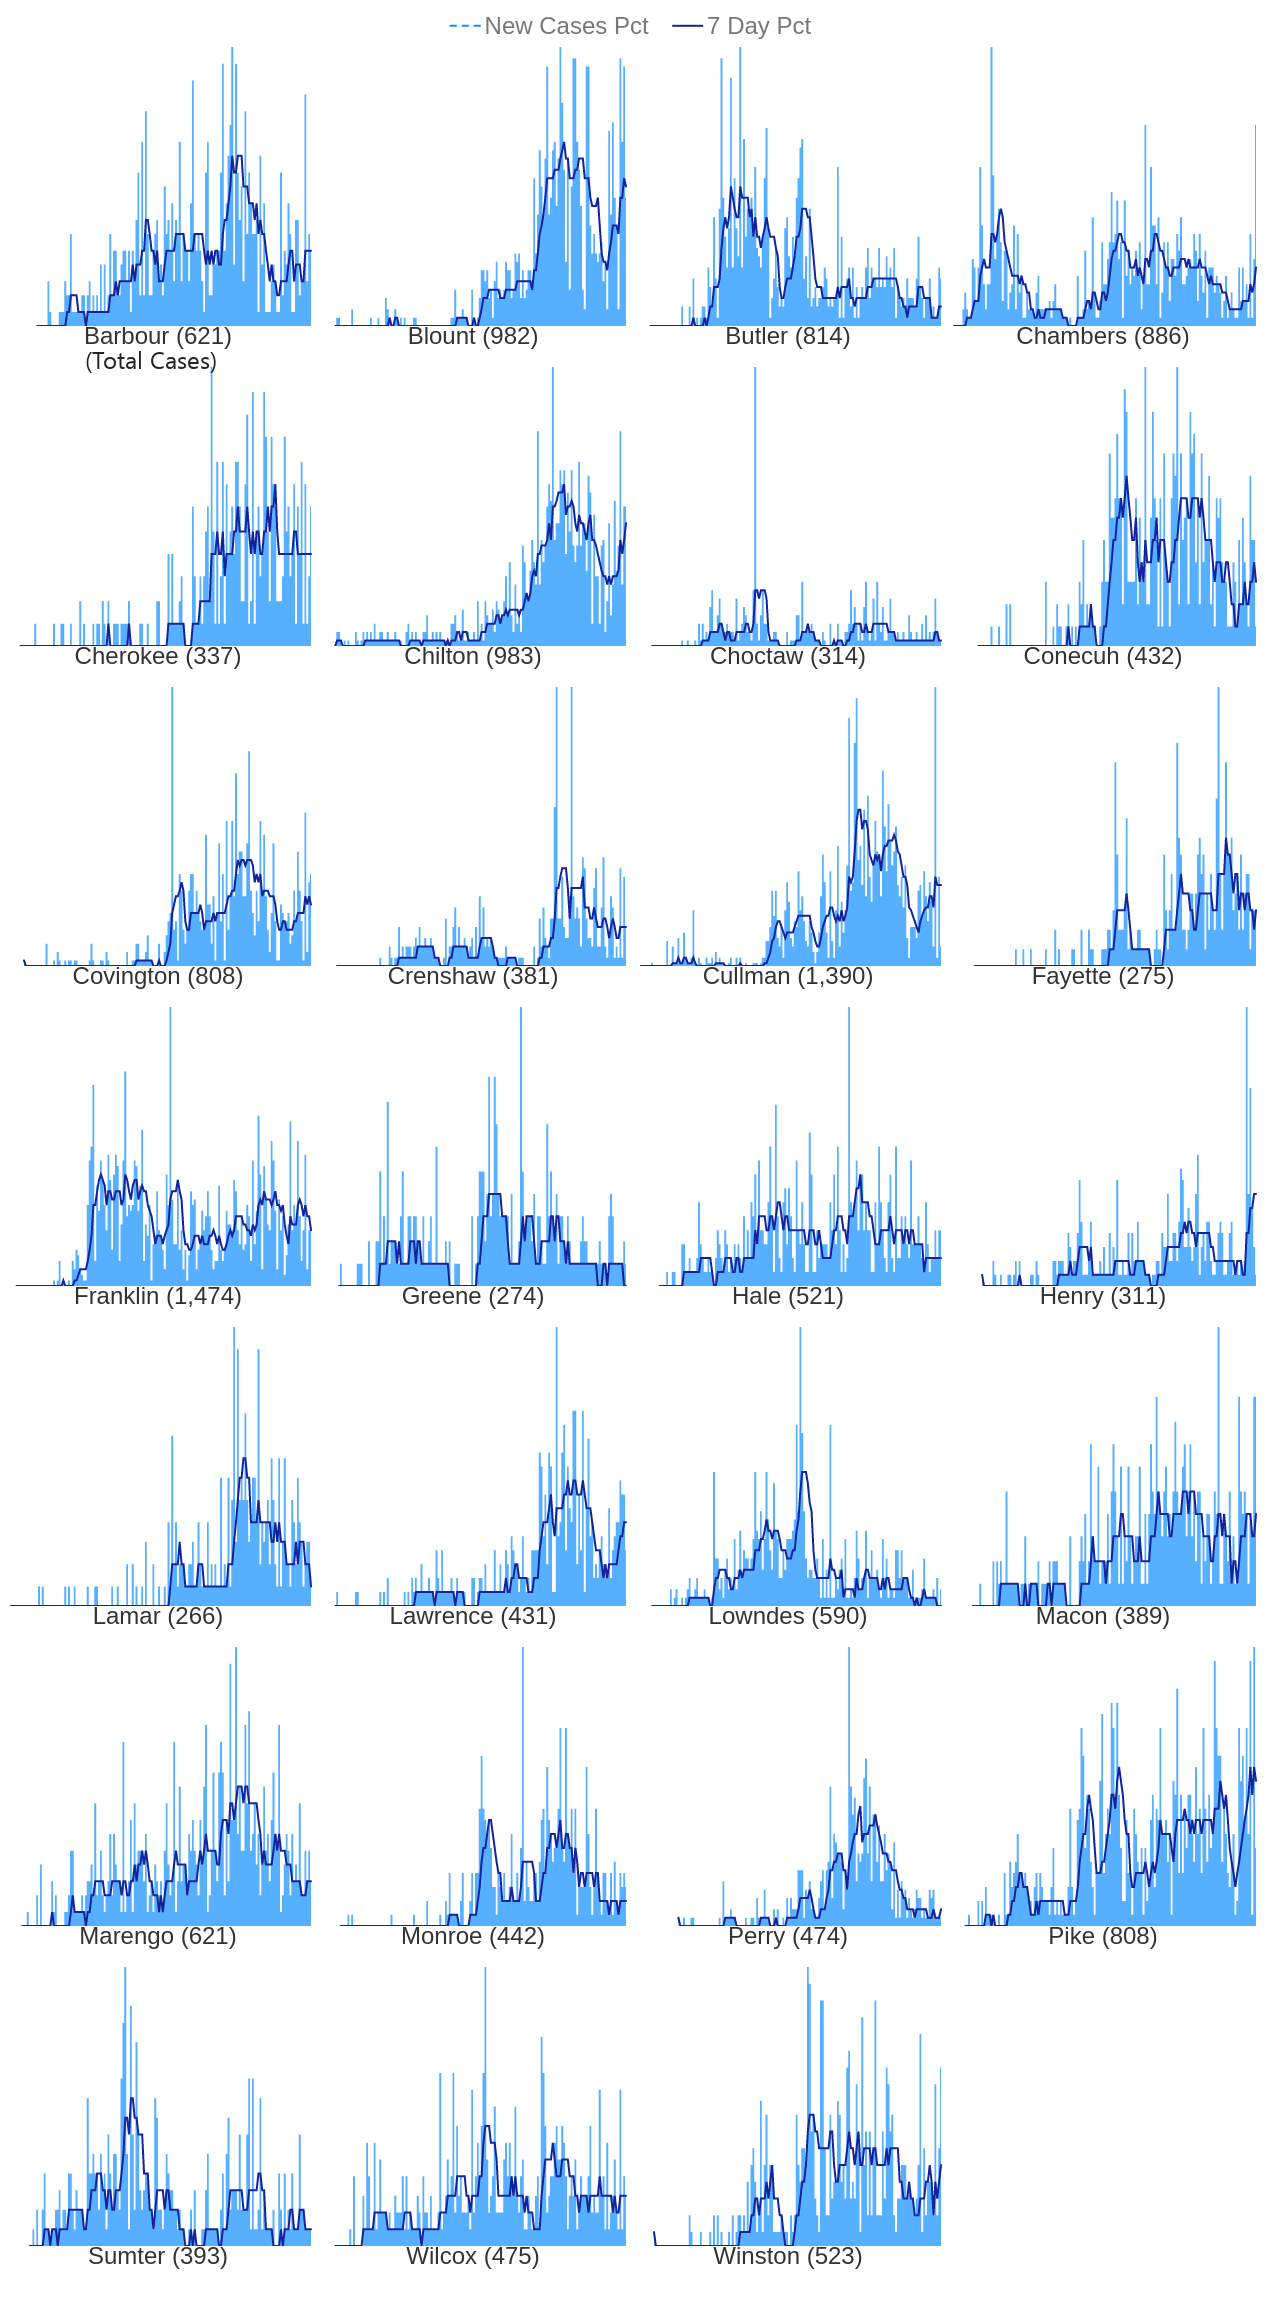 New Cases Pct 7 Day Pct
Barbour (621) Blount (982) Butler (814) Chambers (886)
(Total Cases)
Cherokee (337) Chilton (983) Choctaw (314) Conecuh (432)
Covington (808) Crenshaw (381) Cullman (1,390) Fayette (275)
Franklin (1,474) Greene (274) Hale (521) Henry (311)
Lamar (266) Lawrence (431) Lowndes (590) Macon (389)
Marengo (621) Monroe (442) Perry (474) Pike (808)
Sumter (393) Wilcox (475) Winston (523)